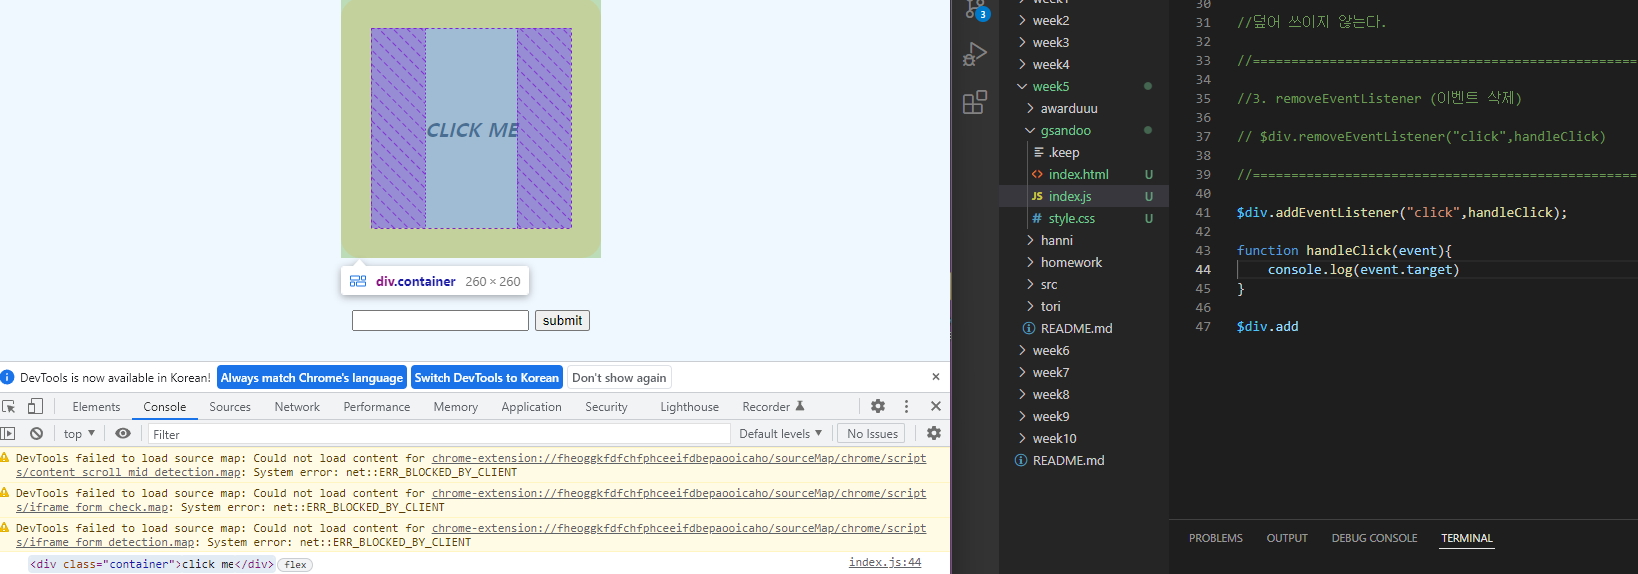 CLICK ME
div.container 260 × 260
submit
DevTools is now available in Korean! Always match Chrome's language Switch DevTools to Korean Don't show again ×
Elements Console Sources Network Performance Memory Application Security Lighthouse Recorder
top ▼ Filter Default levels ▼ No Issues
DevTools failed to load source map: Could not load content for chrome-extension://fheoggkfdfchfphceeifdbepaooicaho/sourceMap/chrome/script
s/content_scroll_mid_detection.map: System error: net::ERR_BLOCKED_BY_CLIENT
DevTools failed to load source map: Could not load content for chrome-extension://fheoggkfdfchfphceeifdbepaooicaho/sourceMap/chrome/script
s/iframe_form_check.map: System error: net::ERR_BLOCKED_BY_CLIENT
DevTools failed to load source map: Could not load content for chrome-extension://fheoggkfdfchfphceeifdbepaooicaho/sourceMap/chrome/script
s/iframe_form_detection.map: System error: net::ERR_BLOCKED_BY_CLIENT
<div class="container">click me</div> flex index.js:44
3
week2
week3
week4
week5
awarduuu
gsandoo
.keep
index.html U
JS index.js U
# style.css U
hanni
homework
src
tori
README.md
week6
week7
week8
week9
week10
README.md
30
31 //덮어 쓰이지 않는다.
32
33 //==================================================
34
35 //3. removeEventListener (이벤트 삭제)
36
37 // $div.removeEventListener("click",handleClick)
38
39 //==================================================
40
41 $div.addEventListener("click",handleClick);
42
43 function handleClick(event){
44 console.log(event.target)
45 }
46
47 $div.add
PROBLEMS OUTPUT DEBUG CONSOLE TERMINAL